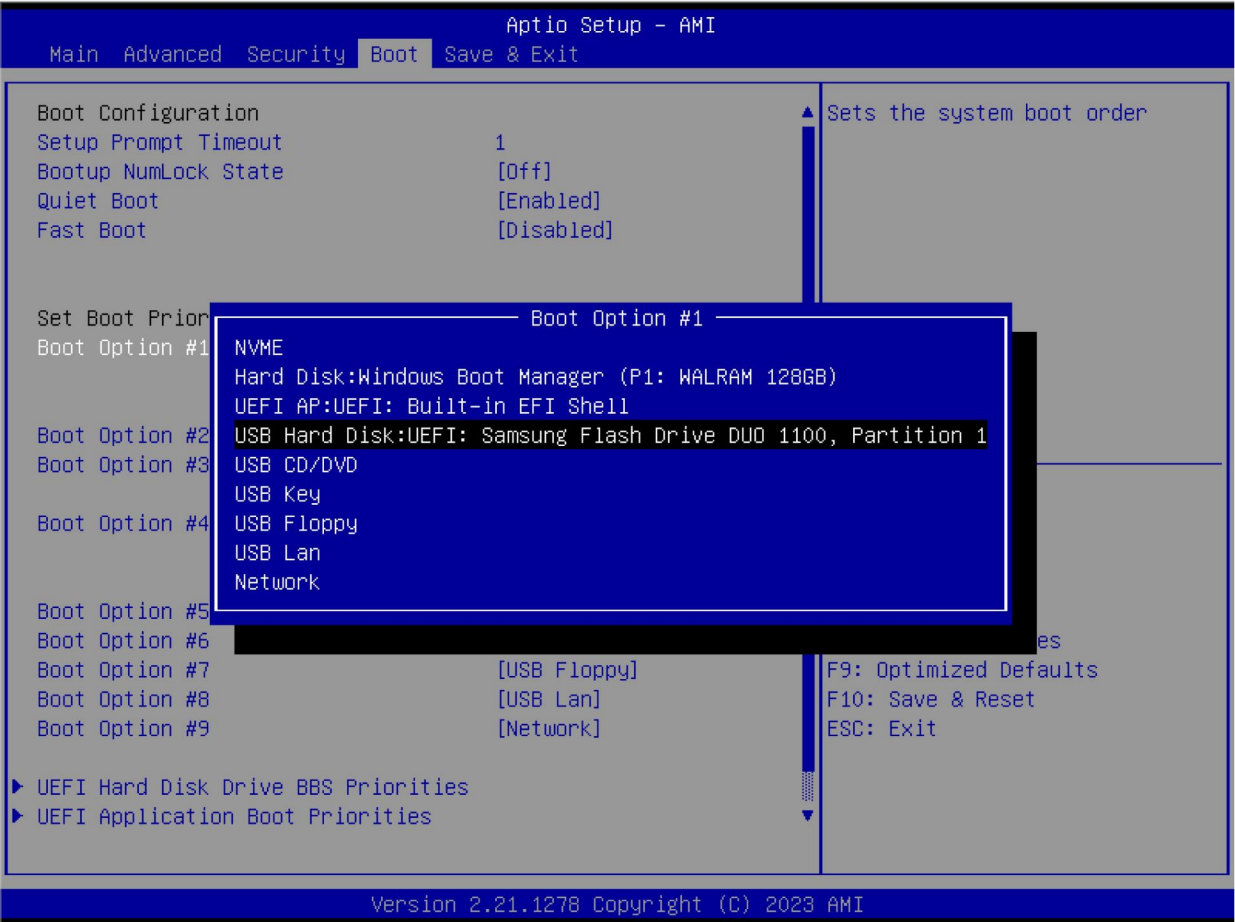 Aptio Setup – AMI
Main Advanced Security Boot Save & Exit
Boot Configuration
Setup Prompt Timeout 1
Bootup NumLock State [Off]
Quiet Boot [Enabled]
Fast Boot [Disabled]
Sets the system boot order
Set Boot Prior
Boot Option #1
Boot Option #2
Boot Option #3
Boot Option #4
Boot Option #5
Boot Option #6
Boot Option #7 [USB Floppy]
Boot Option #8 [USB Lan]
Boot Option #9 [Network]
Boot Option #1
NVME
Hard Disk:Windows Boot Manager (P1: WALRAM 128GB)
UEFI AP:UEFI: Built-in EFI Shell
USB Hard Disk:UEFI: Samsung Flash Drive DUO 1100, Partition 1
USB CD/DVD
USB Key
USB Floppy
USB Lan
Network
UEFI Hard Disk Drive BBS Priorities
UEFI Application Boot Priorities
es
F9: Optimized Defaults
F10: Save & Reset
ESC: Exit
Version 2.21.1278 Copyright (C) 2023 AMI